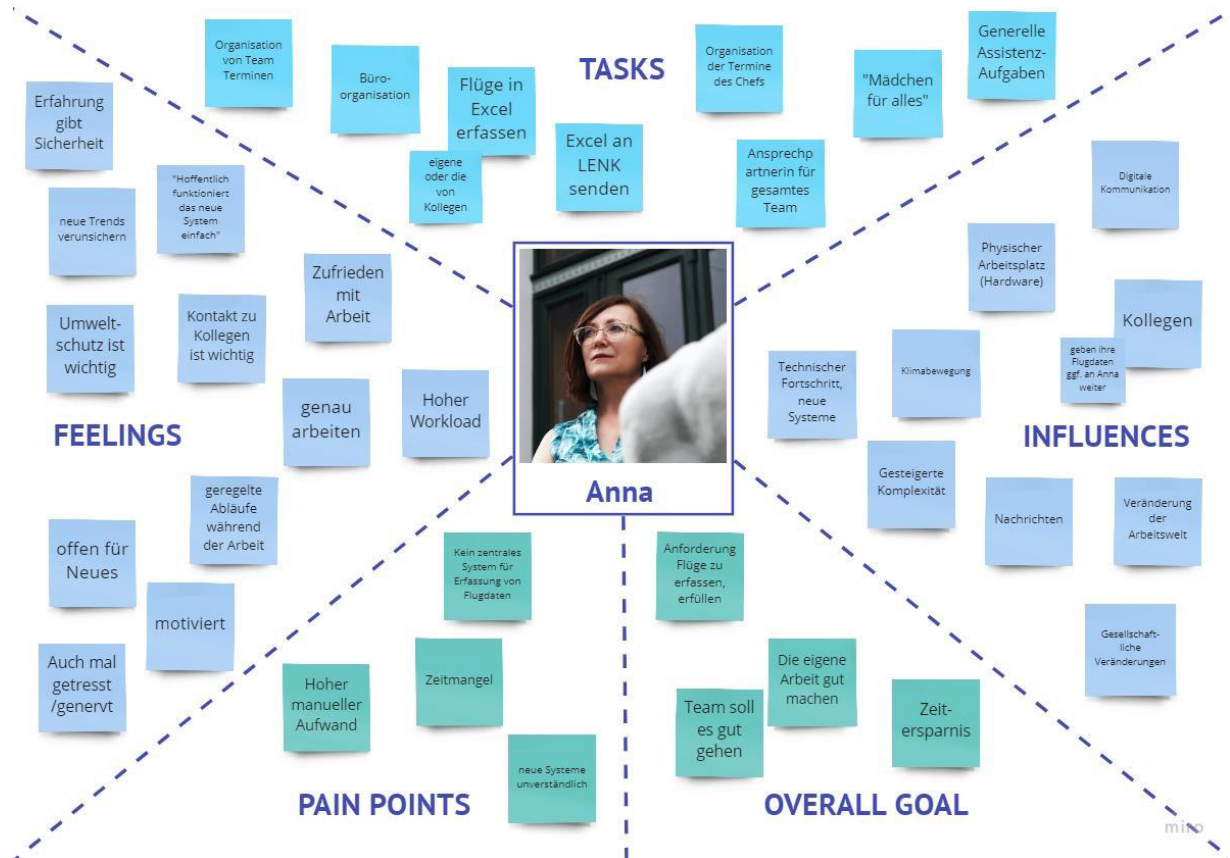 TASKS
Organisation
von Team
Terminen
Büro-
organisation
Flüge in
Excel
erfassen
eigene
oder die
von
Kollegen
Excel an
LENK
senden
Organisation
der Termine
des Chefs
Ansprechp
artnerin für
gesamtes
Team
"Mädchen
für alles"
Generelle
Assistenz-
Aufgaben
Erfahrung
gibt
Sicherheit
neue Trends
verunsichern
"Hoffentlich
funktioniert
das neue
System
einfach"
Zufrieden
mit
Arbeit
Umwelt-
schutz ist
wichtig
Kontakt zu
Kollegen
ist wichtig
genau
arbeiten
Hoher
Workload
FEELINGS
geregelte
Abläufe
während
der Arbeit
offen für
Neues
motiviert
Auch mal
getresst
/genervt
Anna
Digitale
Kommunikation
Physischer
Arbeitsplatz
(Hardware)
Kollegen
geben ihre
Flugdaten
ggf. an Anna
weiter
Technischer
Fortschritt,
neue
Systeme
Klimabewegung
INFLUENCES
Gesteigerte
Komplexität
Nachrichten
Veränderung
der
Arbeitswelt
Gesellschaft-
liche
Veränderungen
Kein zentrales
System für
Erfassung von
Flugdaten
Hoher
manueller
Aufwand
Zeitmangel
neue Systeme
unverständlich
PAIN POINTS
Anforderung
Flüge zu
erfassen,
erfüllen
Die eigene
Arbeit gut
machen
Team soll
es gut
gehen
Zeit-
ersparnis
OVERALL GOAL
miro